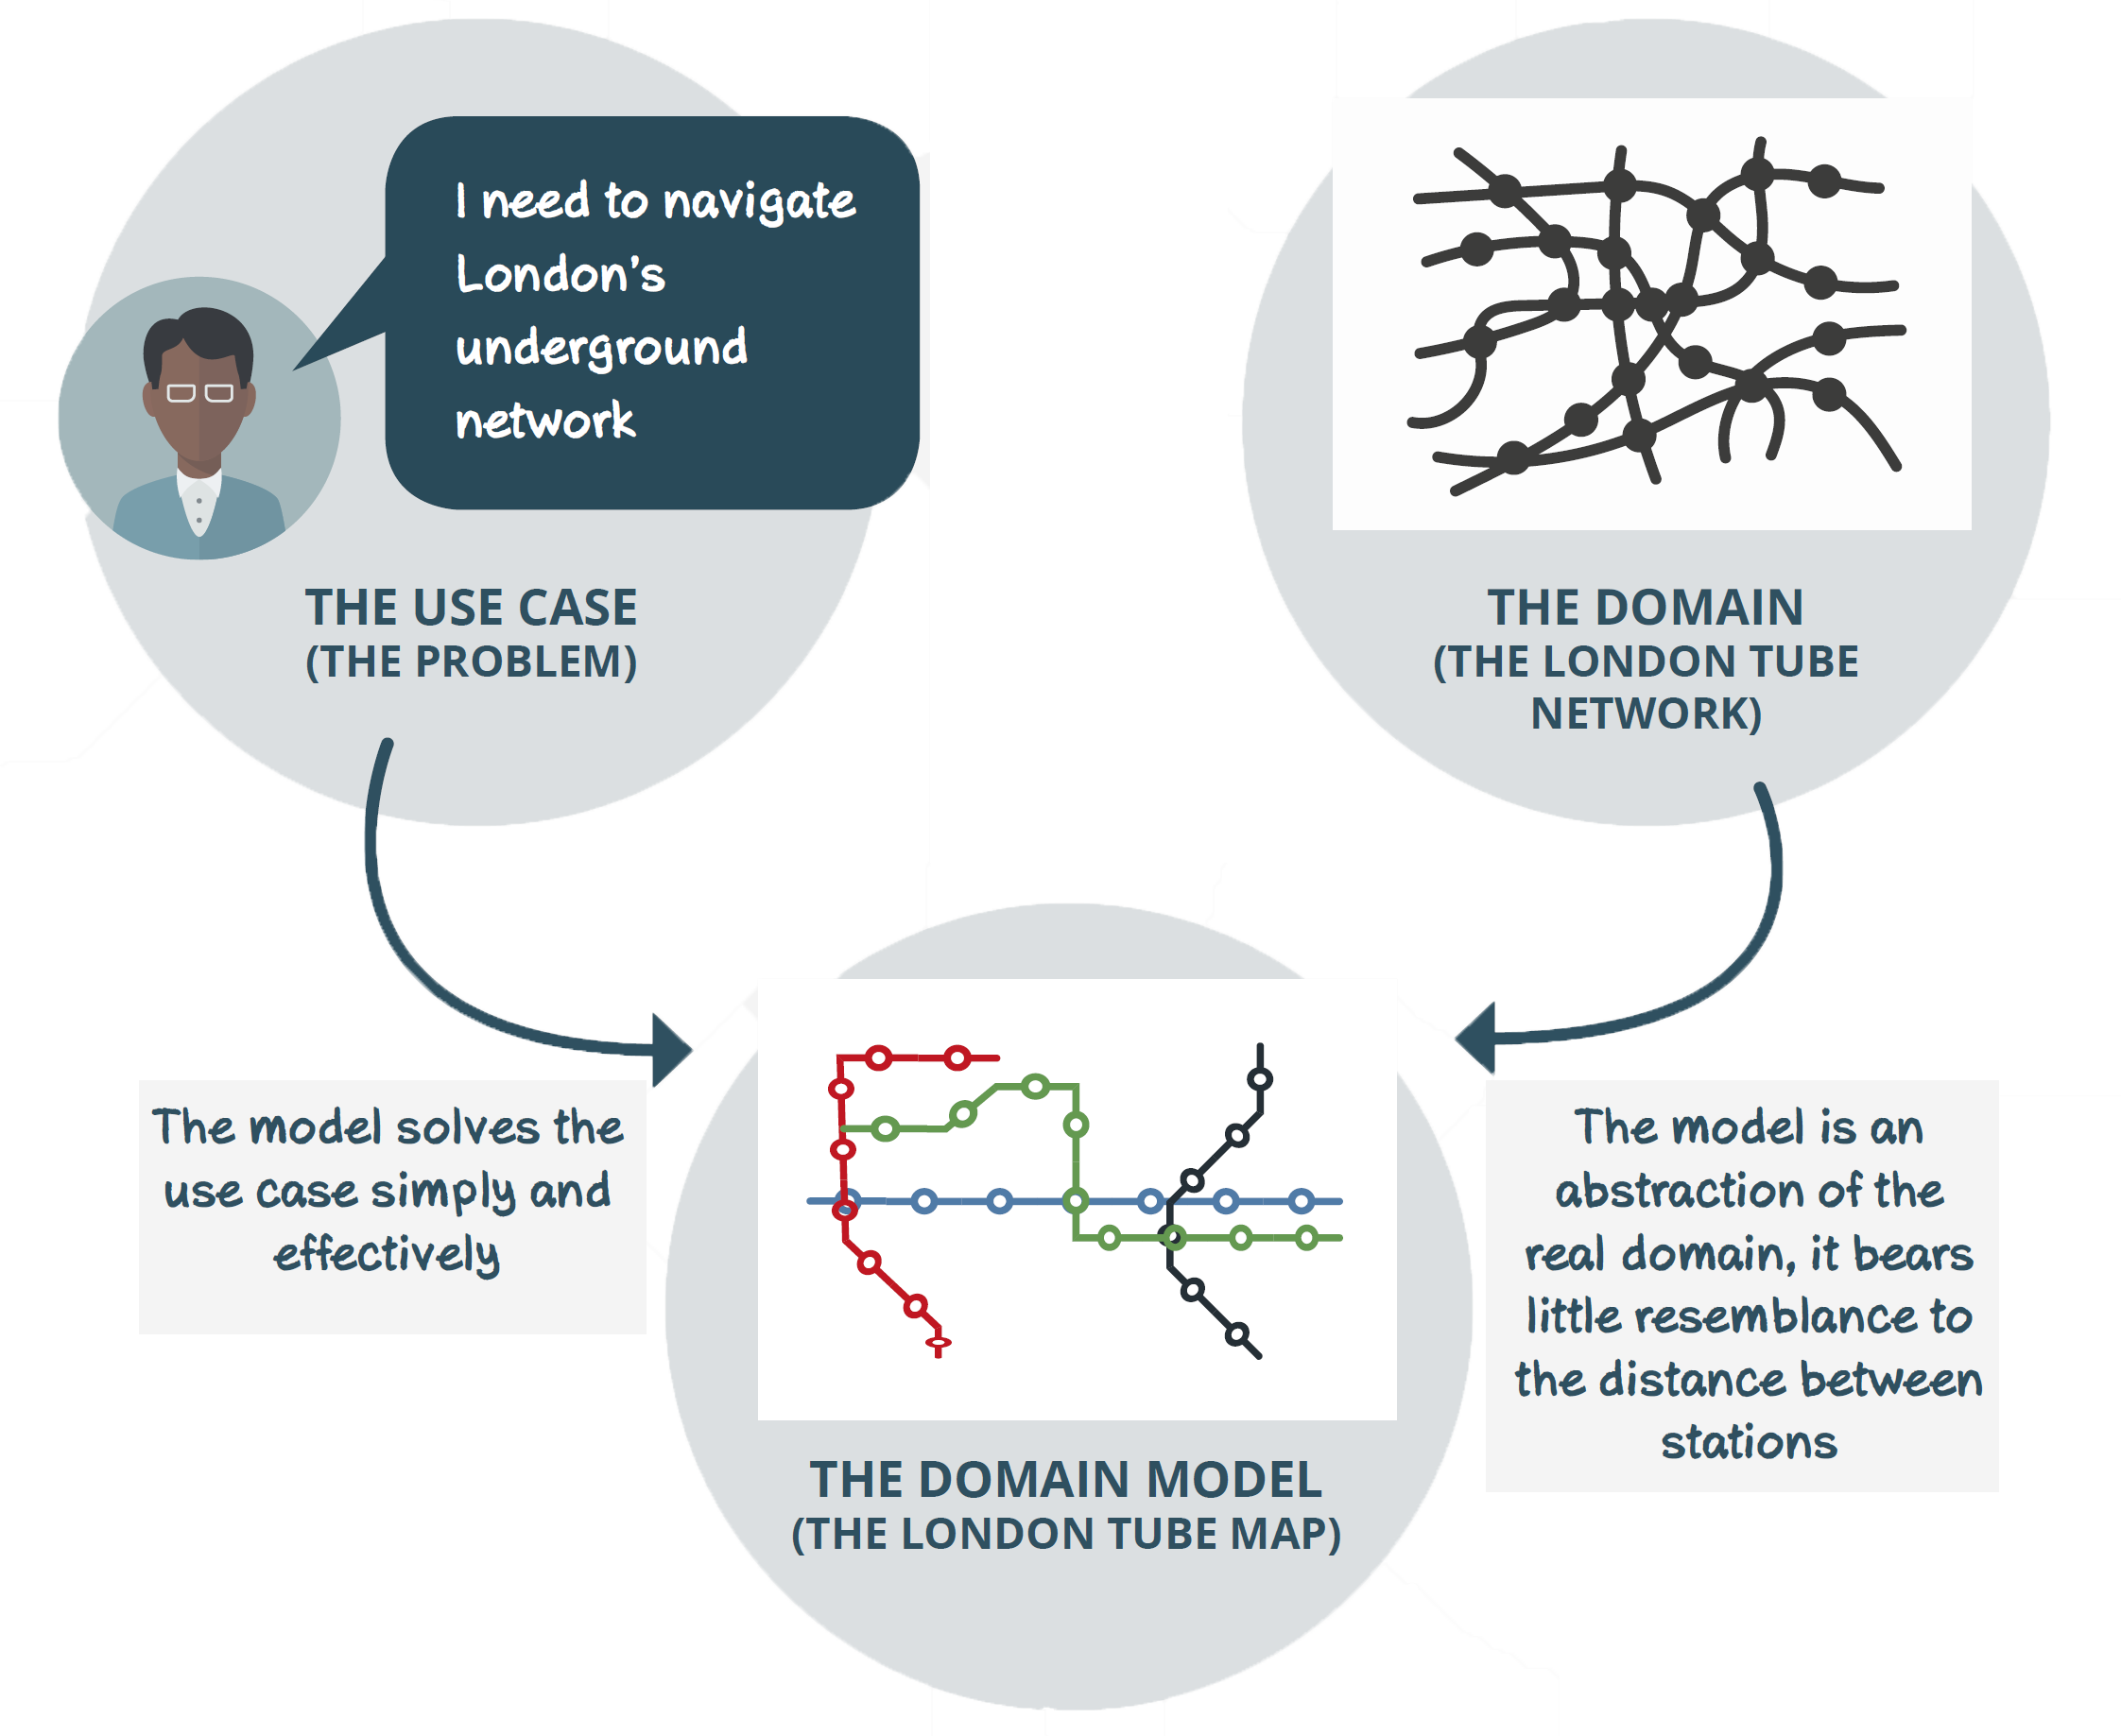 I need to navigate
London's
underground
network
THE USE CASE
(THE PROBLEM)
THE DOMAIN
(THE LONDON TUBE
NETWORK)
The model solves the
use case simply and
effectively
The model is an
abstraction of the
real domain, it bears
little resemblance to
the distance between
stations
THE DOMAIN MODEL
(THE LONDON TUBE MAP)